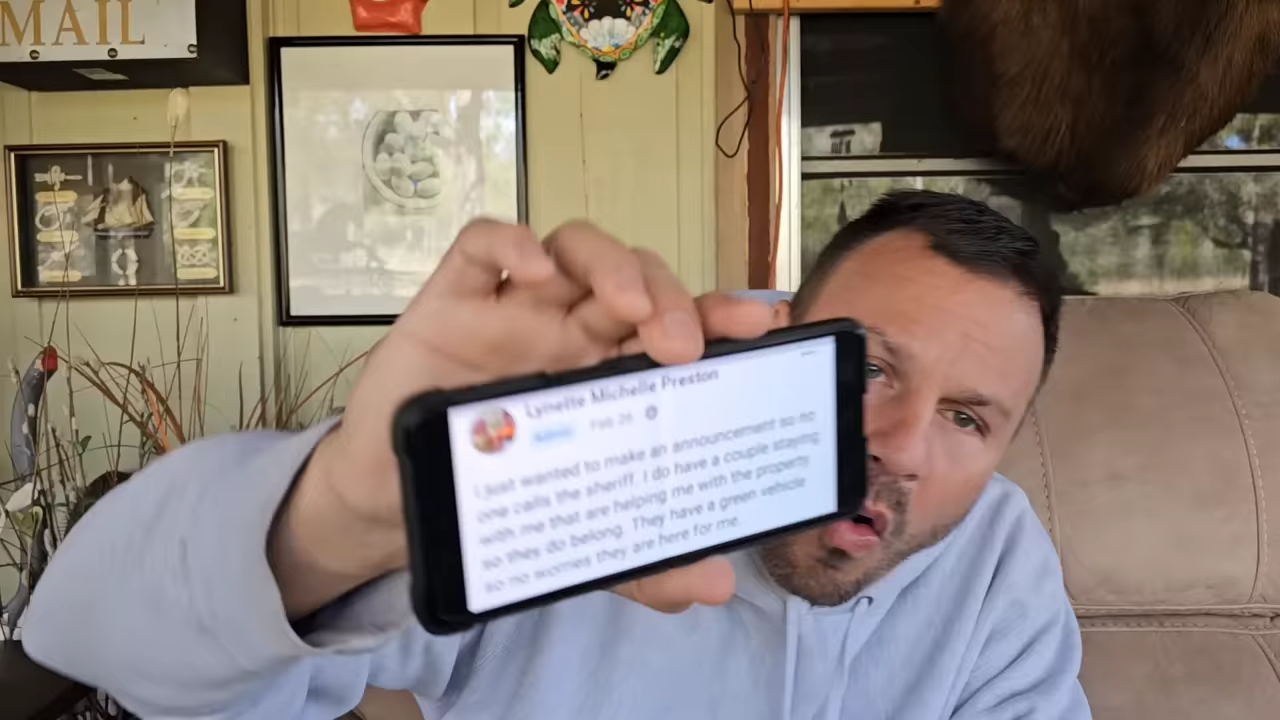 MAIL
Lynette Michelle Preston
Admin Feb 26
I just wanted to make an announcement so no
one calls the sheriff. I do have a couple staying
with me that are helping me with the property
so they do belong. They have a green vehicle
so no worries they are here for me.